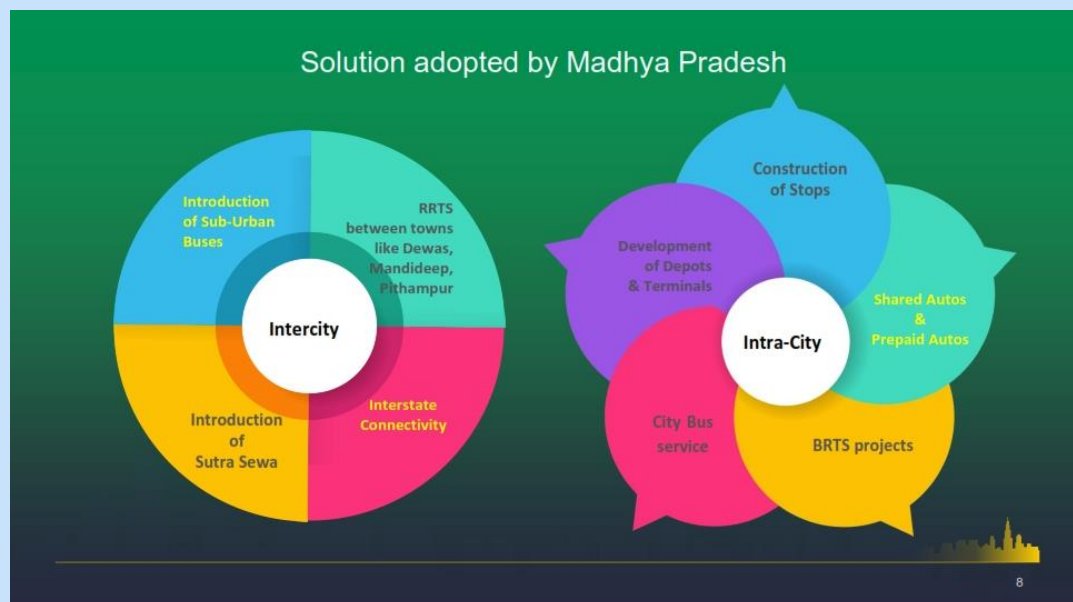 Solution adopted by Madhya Pradesh
Introduction
of Sub-Urban
Buses
RRTS
between towns
like Dewas,
Mandideep,
Pithampur
Intercity
Introduction
of
Sutra Sewa
Interstate
Connectivity
Construction
of Stops
Development
of Depots
& Terminals
Shared Autos
&
Prepaid Autos
Intra-City
City Bus
service
BRTS projects
8